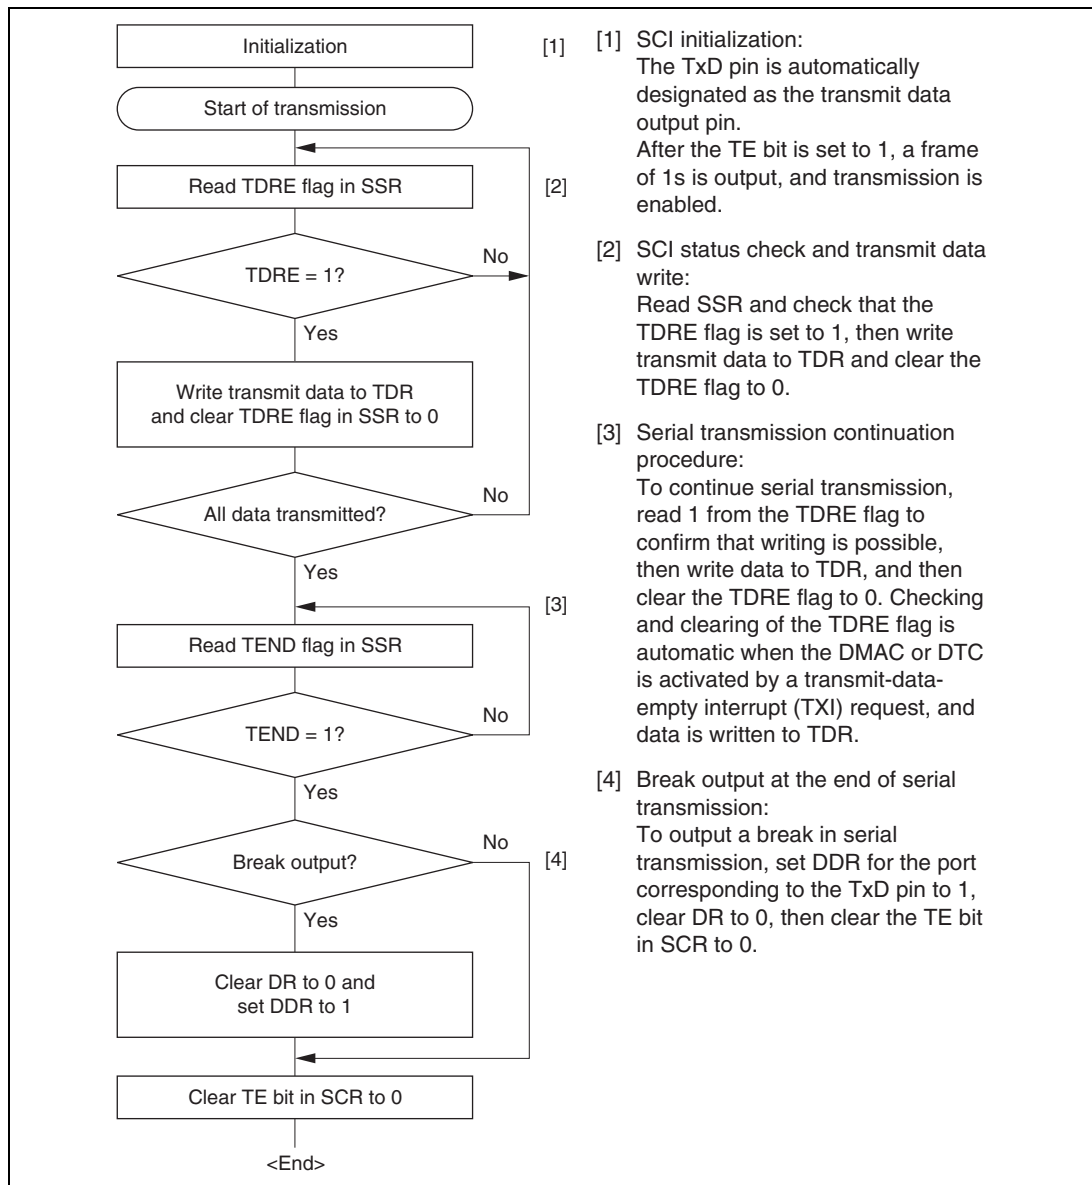 Initialization
[1]
Start of transmission
Read TDRE flag in SSR
[2]
No
TDRE = 1?
Yes
Write transmit data to TDR
and clear TDRE flag in SSR to 0
No
All data transmitted?
Yes
[3]
Read TEND flag in SSR
No
TEND = 1?
Yes
No
Break output?
[4]
Yes
Clear DR to 0 and
set DDR to 1
Clear TE bit in SCR to 0
<End>
[1] SCI initialization:
The TxD pin is automatically
designated as the transmit data
output pin.
After the TE bit is set to 1, a frame
of 1s is output, and transmission is
enabled.
[2] SCI status check and transmit data
write:
Read SSR and check that the
TDRE flag is set to 1, then write
transmit data to TDR and clear the
TDRE flag to 0.
[3] Serial transmission continuation
procedure:
To continue serial transmission,
read 1 from the TDRE flag to
confirm that writing is possible,
then write data to TDR, and then
clear the TDRE flag to 0. Checking
and clearing of the TDRE flag is
automatic when the DMAC or DTC
is activated by a transmit-data-
empty interrupt (TXI) request, and
data is written to TDR.
[4] Break output at the end of serial
transmission:
To output a break in serial
transmission, set DDR for the port
corresponding to the TxD pin to 1,
clear DR to 0, then clear the TE bit
in SCR to 0.